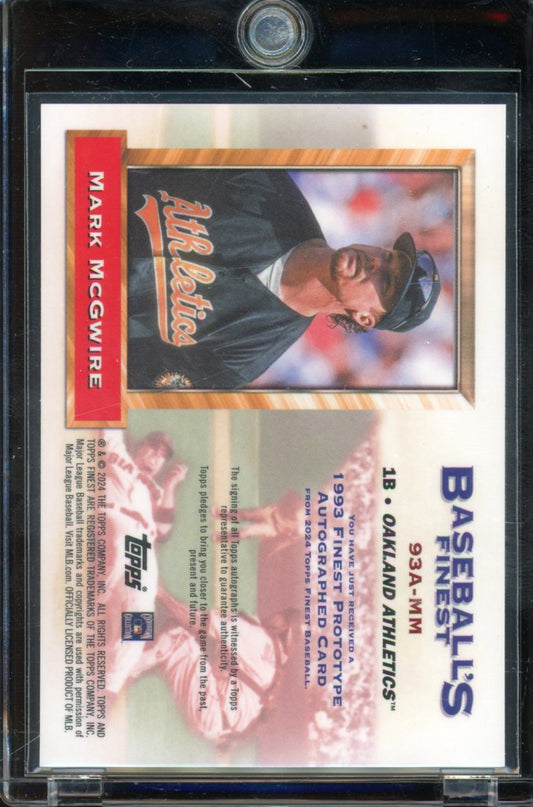 BASEBALL'S
FINEST
93A-MM
1B • OAKLAND ATHLETICS™
YOU HAVE JUST RECEIVED A
1993 FINEST PROTOTYPE
AUTOGRAPHED CARD
FROM 2024 TOPPS FINEST BASEBALL.
Athletics
MARK MCGWIRE
The signing of all Topps autographs is witnessed by a Topps
representative to guarantee authenticity.
Topps pledges to bring you closer to the game from the past,
present and future.
topps
® & © 2024 THE TOPPS COMPANY, INC. ALL RIGHTS RESERVED. TOPPS AND
TOPPS FINEST ARE REGISTERED TRADEMARKS OF THE TOPPS COMPANY, INC.
Major League Baseball trademarks and copyrights are used with permission of
Major League Baseball. Visit MLB.com. OFFICIALLY LICENSED PRODUCT OF MLB.